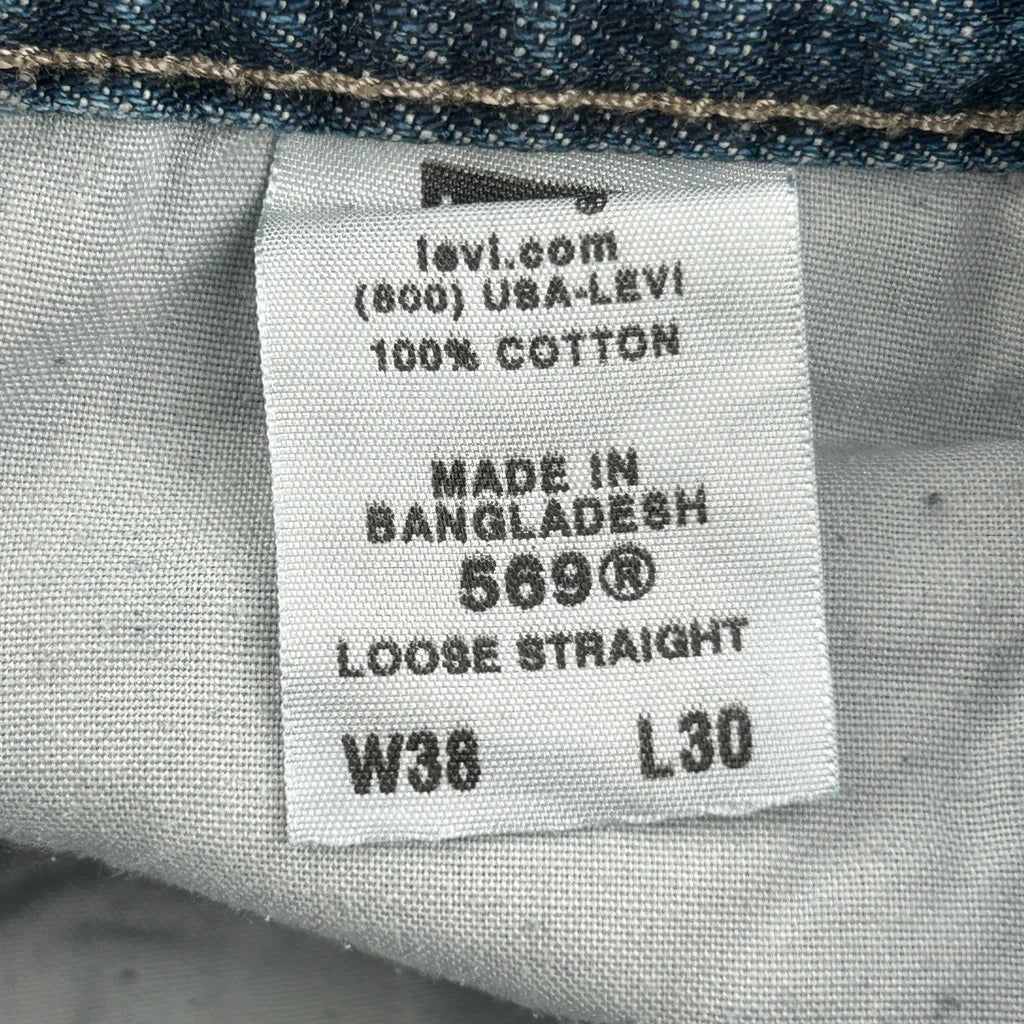 levi.com
(800) USA-LEVI
100% COTTON
MADE IN
BANGLADESH
569®
LOOSE STRAIGHT
W38 L30